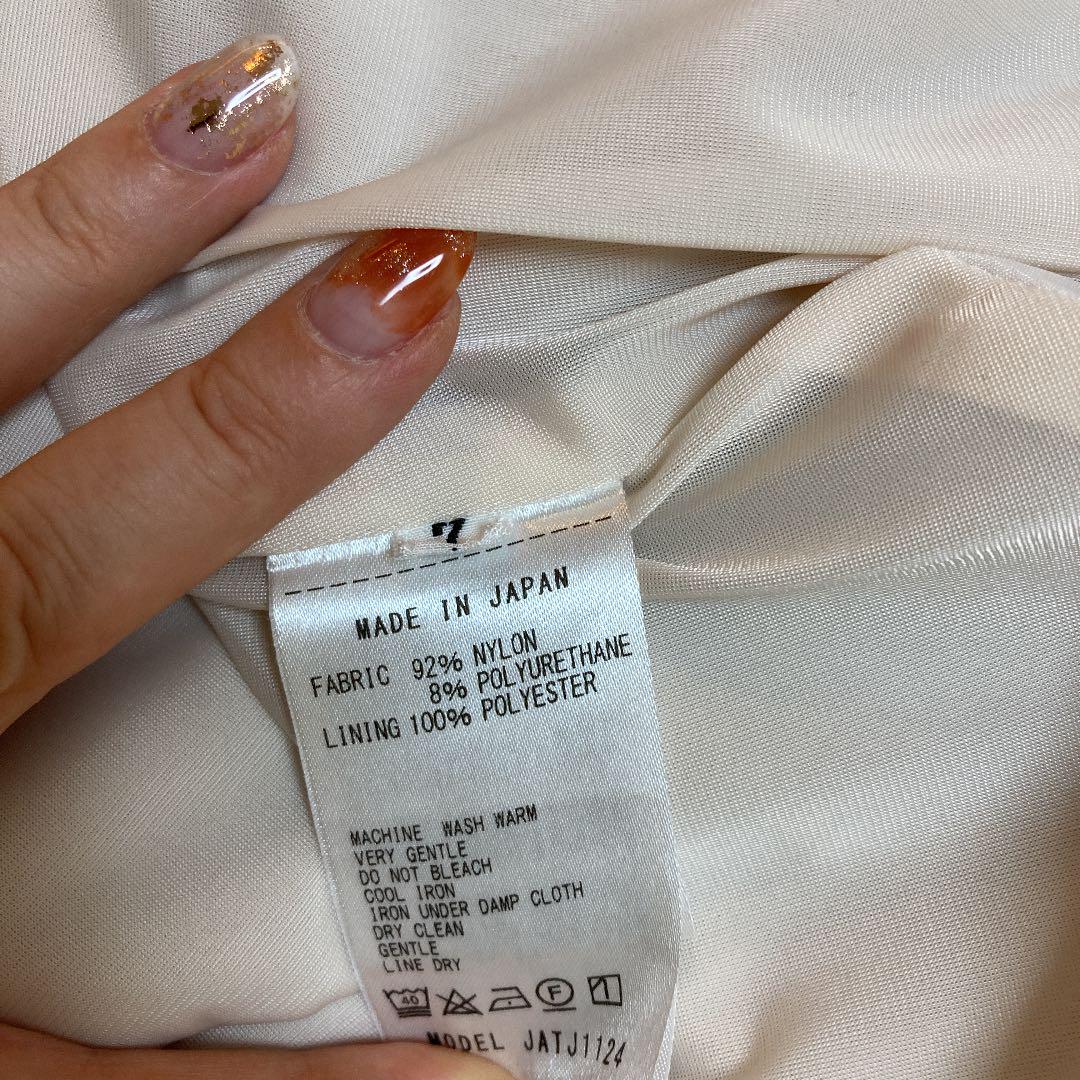 7
MADE IN JAPAN
FABRIC 92% NYLON
8% POLYURETHANE
LINING 100% POLYESTER
MACHINE WASH WARM
VERY GENTLE
DO NOT BLEACH
COOL IRON
IRON UNDER DAMP CLOTH
DRY CLEAN
GENTLE
LINE DRY
40 F
MODEL JATJ1124